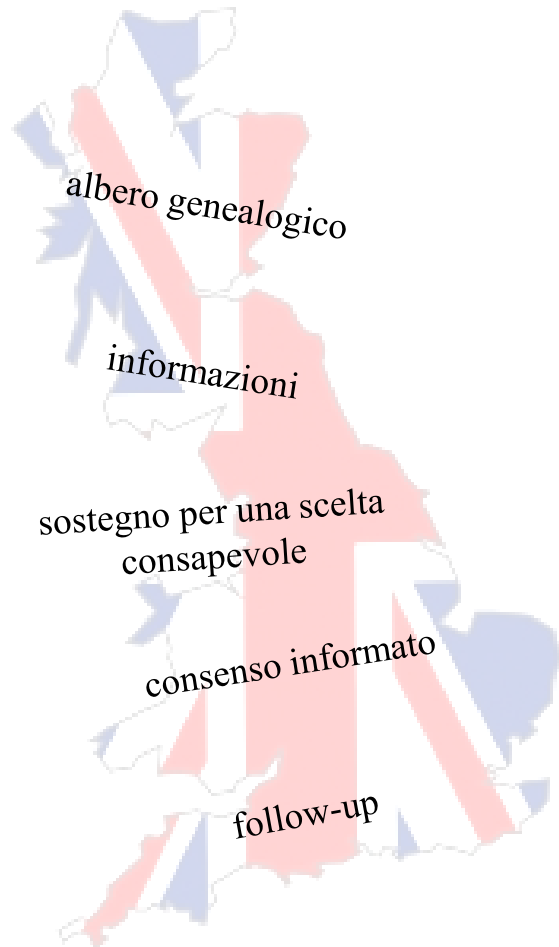 albero genealogico
informazioni
sostegno per una scelta
consapevole
consenso informato
follow-up